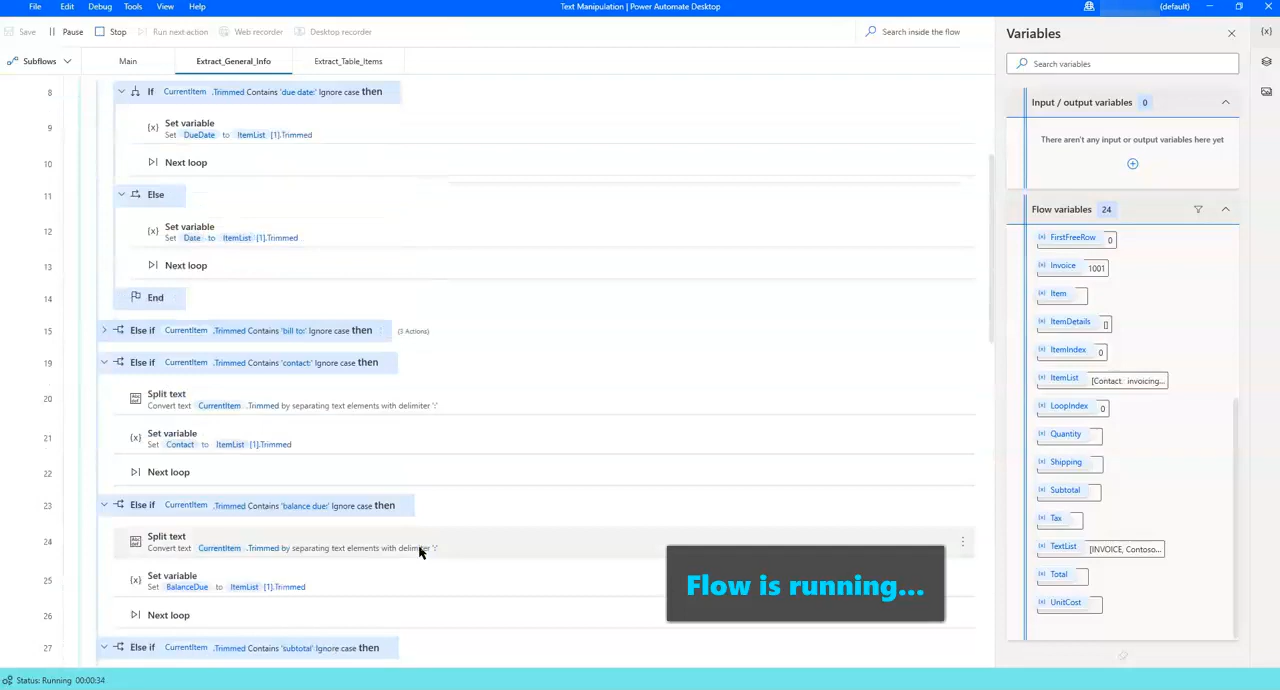 File Edit Debug Tools View Help Text Manipulation | Power Automate Desktop (default)
Save Pause Stop Run next action Web recorder Desktop recorder Search inside the flow
Subflows Main Extract_General_Info Extract_Table_Items
8 If CurrentItem .Trimmed Contains 'due date:' Ignore case then
9 Set variable
Set DueDate to ItemList [1].Trimmed
10 Next loop
11 Else
12 Set variable
Set Date to ItemList [1].Trimmed
13 Next loop
14 End
15 Else if CurrentItem .Trimmed Contains 'bill to:' Ignore case then (3 Actions)
19 Else if CurrentItem .Trimmed Contains 'contact:' Ignore case then
20 Split text
Convert text CurrentItem .Trimmed by separating text elements with delimiter ':'
21 Set variable
Set Contact to ItemList [1].Trimmed
22 Next loop
23 Else if CurrentItem .Trimmed Contains 'balance due:' Ignore case then
24 Split text
Convert text CurrentItem .Trimmed by separating text elements with delimiter ':'
25 Set variable
Set BalanceDue to ItemList [1].Trimmed
26 Next loop
27 Else if CurrentItem .Trimmed Contains 'subtotal' Ignore case then
Flow is running...
Variables
{x}
Search variables
Input / output variables 0
There aren't any input or output variables here yet
Flow variables 24
FirstFreeRow 0
Invoice 1001
Item
ItemDetails []
ItemIndex 0
ItemList [Contact: invoicing...
LoopIndex 0
Quantity
Shipping
Subtotal
Tax
TextList [INVOICE, Contoso...
Total
UnitCost
Status: Running 00:00:34